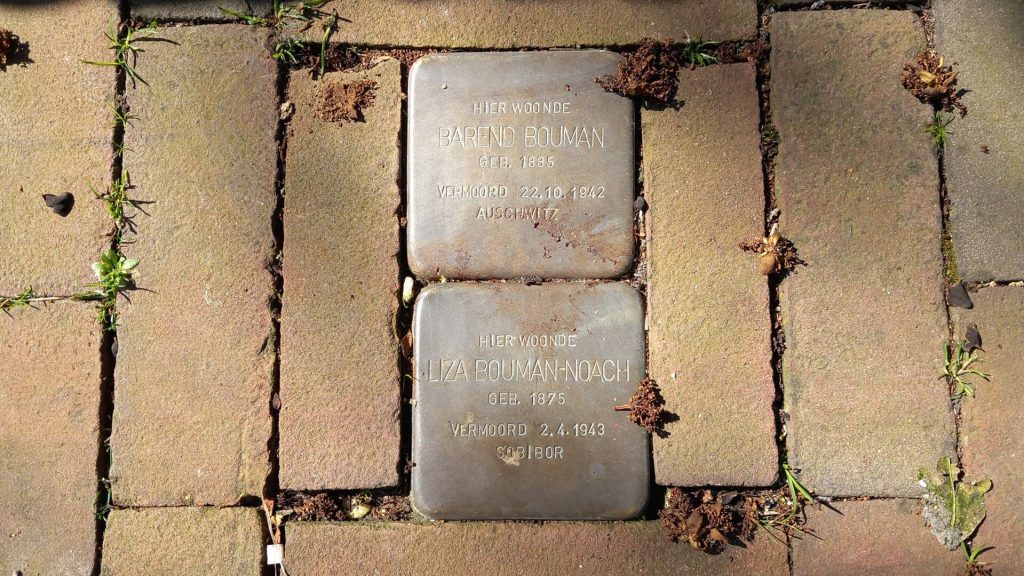 HIER WOONDE
BAREND BOUMAN
GEB. 1885
VERMOORD 22.10.1942
AUSCHWITZ
HIER WOONDE
LIZA BOUMAN-NOACH
GEB. 1875
VERMOORD 2.4.1943
SOBIBOR